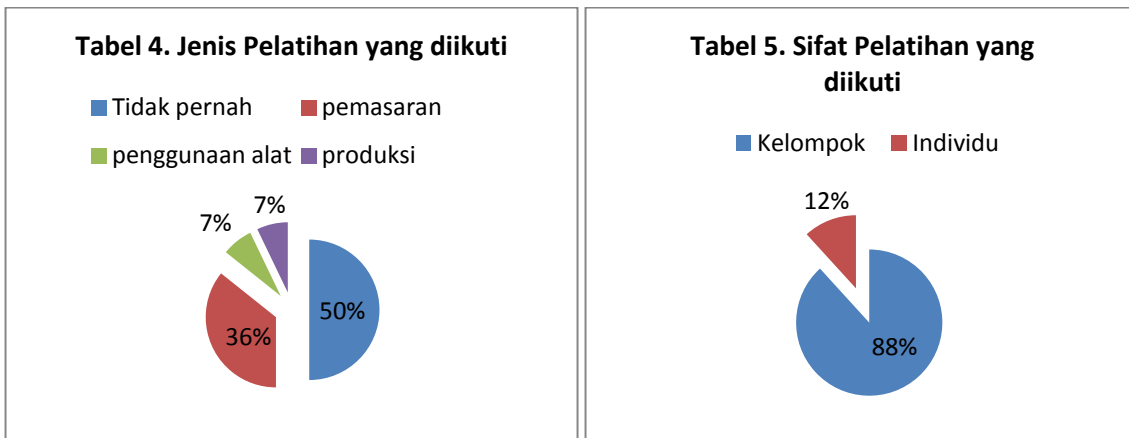 Tabel 4. Jenis Pelatihan yang diikuti
Tidak pernah
pemasaran
penggunaan alat
produksi
7%
7%
50%
36%
Tabel 5. Sifat Pelatihan yang
diikuti
Kelompok
Individu
12%
88%